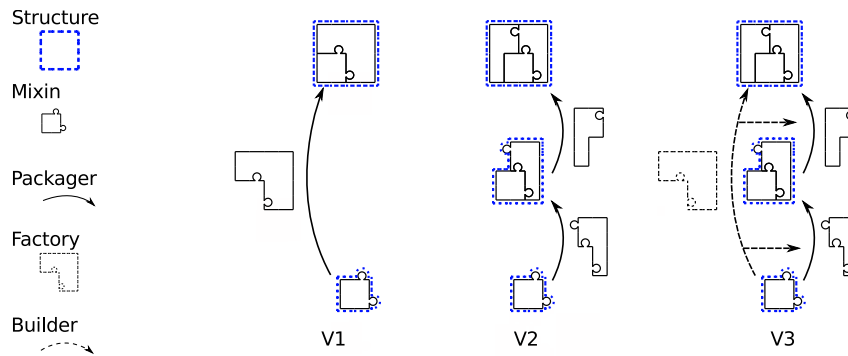 Structure
Mixin
Packager
Factory
Builder
V1
V2
V3